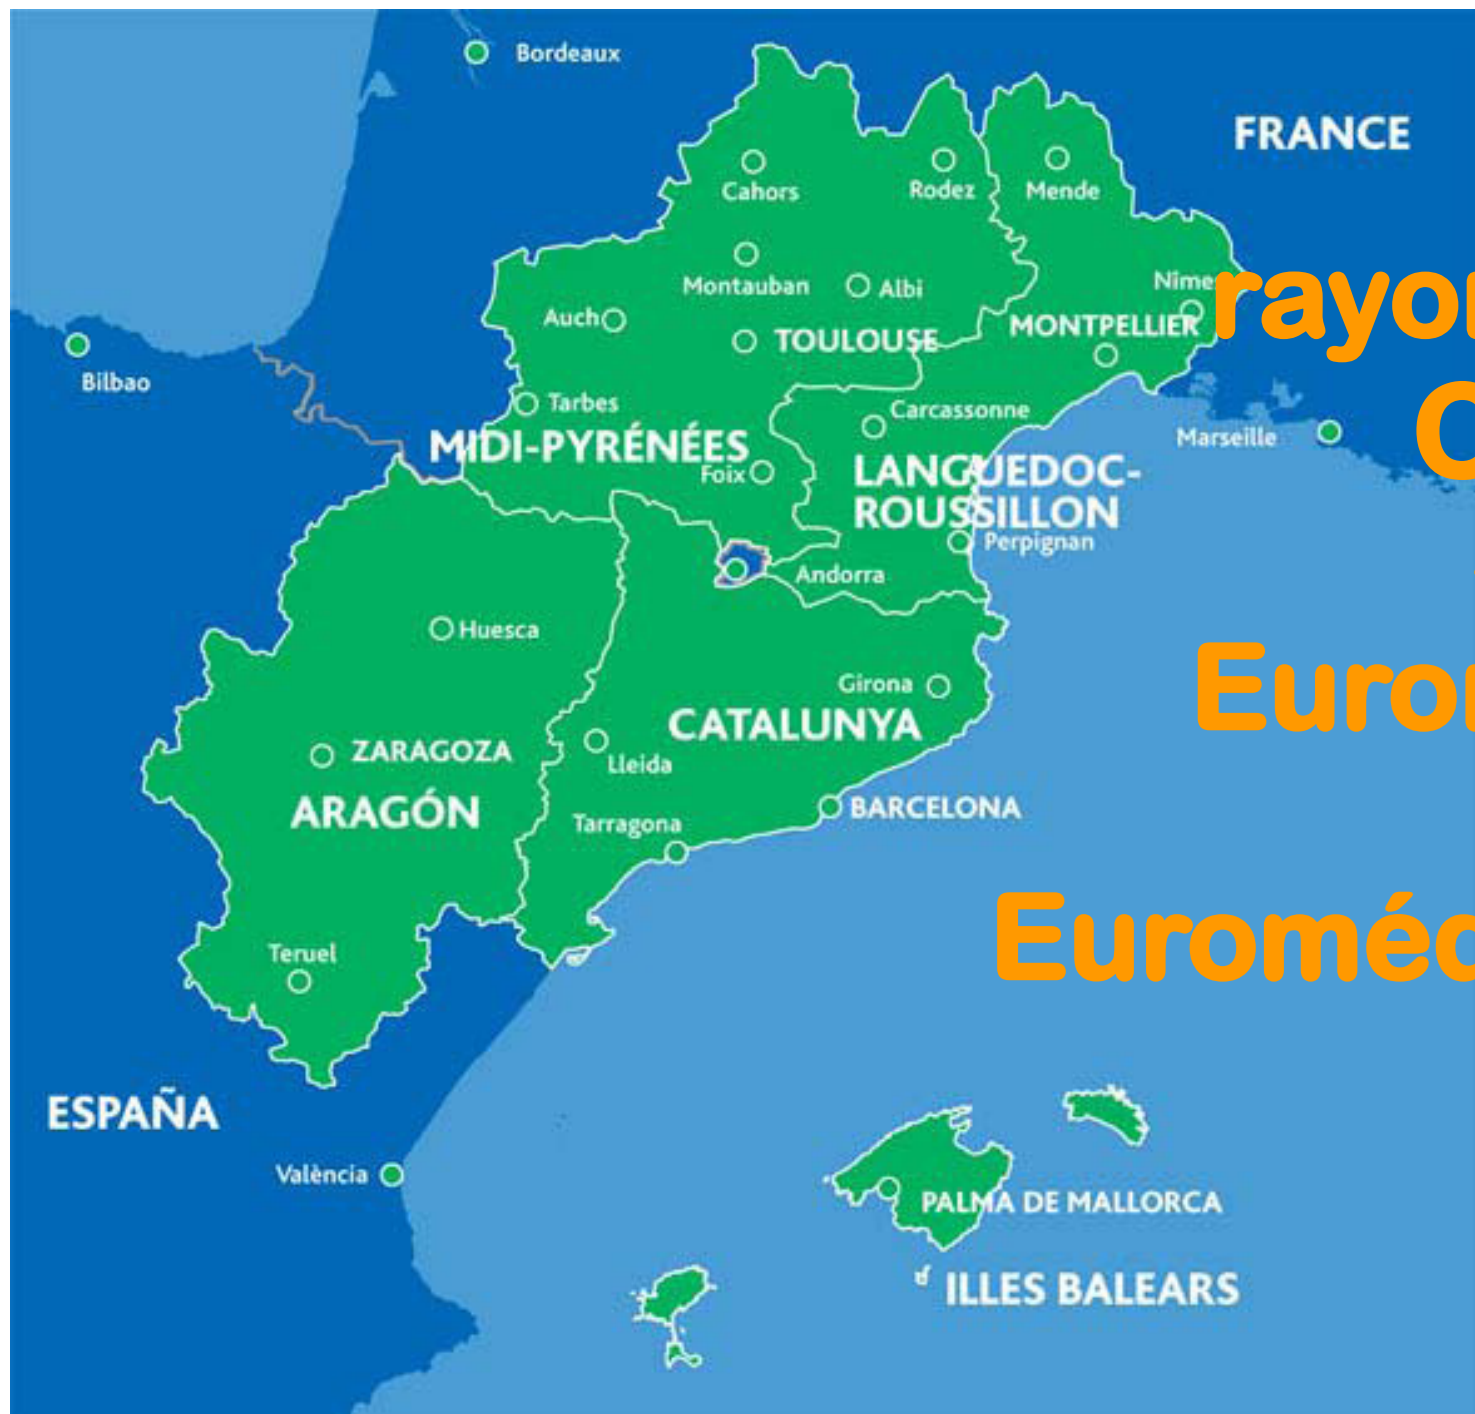 Bordeaux
FRANCE
Cahors
Rodez
Mende
Montauban
Albi
Nîmes
Auch
TOULOUSE
MONTPELLIER
Bilbao
Tarbes
Carcassonne
Marseille
MIDI-PYRÉNÉES
Foix
LANGUEDOC-
ROUSSILLON
Perpignan
Andorra
Huesca
Girona
CATALUNYA
ZARAGOZA
Lleida
ARAGÓN
BARCELONA
Tarragona
Teruel
ESPAÑA
València
PALMA DE MALLORCA
ILLES BALEARS